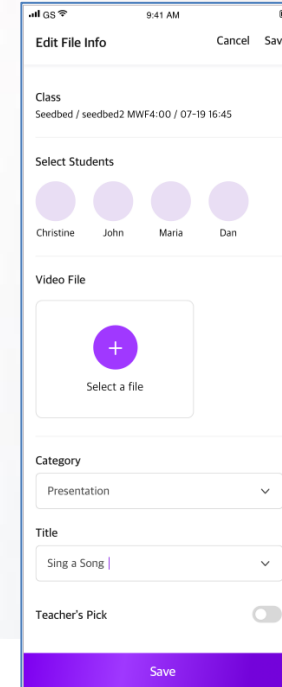 GS 9:41 AM
Edit File Info Cancel Sav
Class
Seedbed / seedbed2 MWF4:00 / 07-19 16:45
Select Students
Christine John Maria Dan
Video File
Select a file
Category
Presentation
Title
Sing a Song
Teacher's Pick
Save